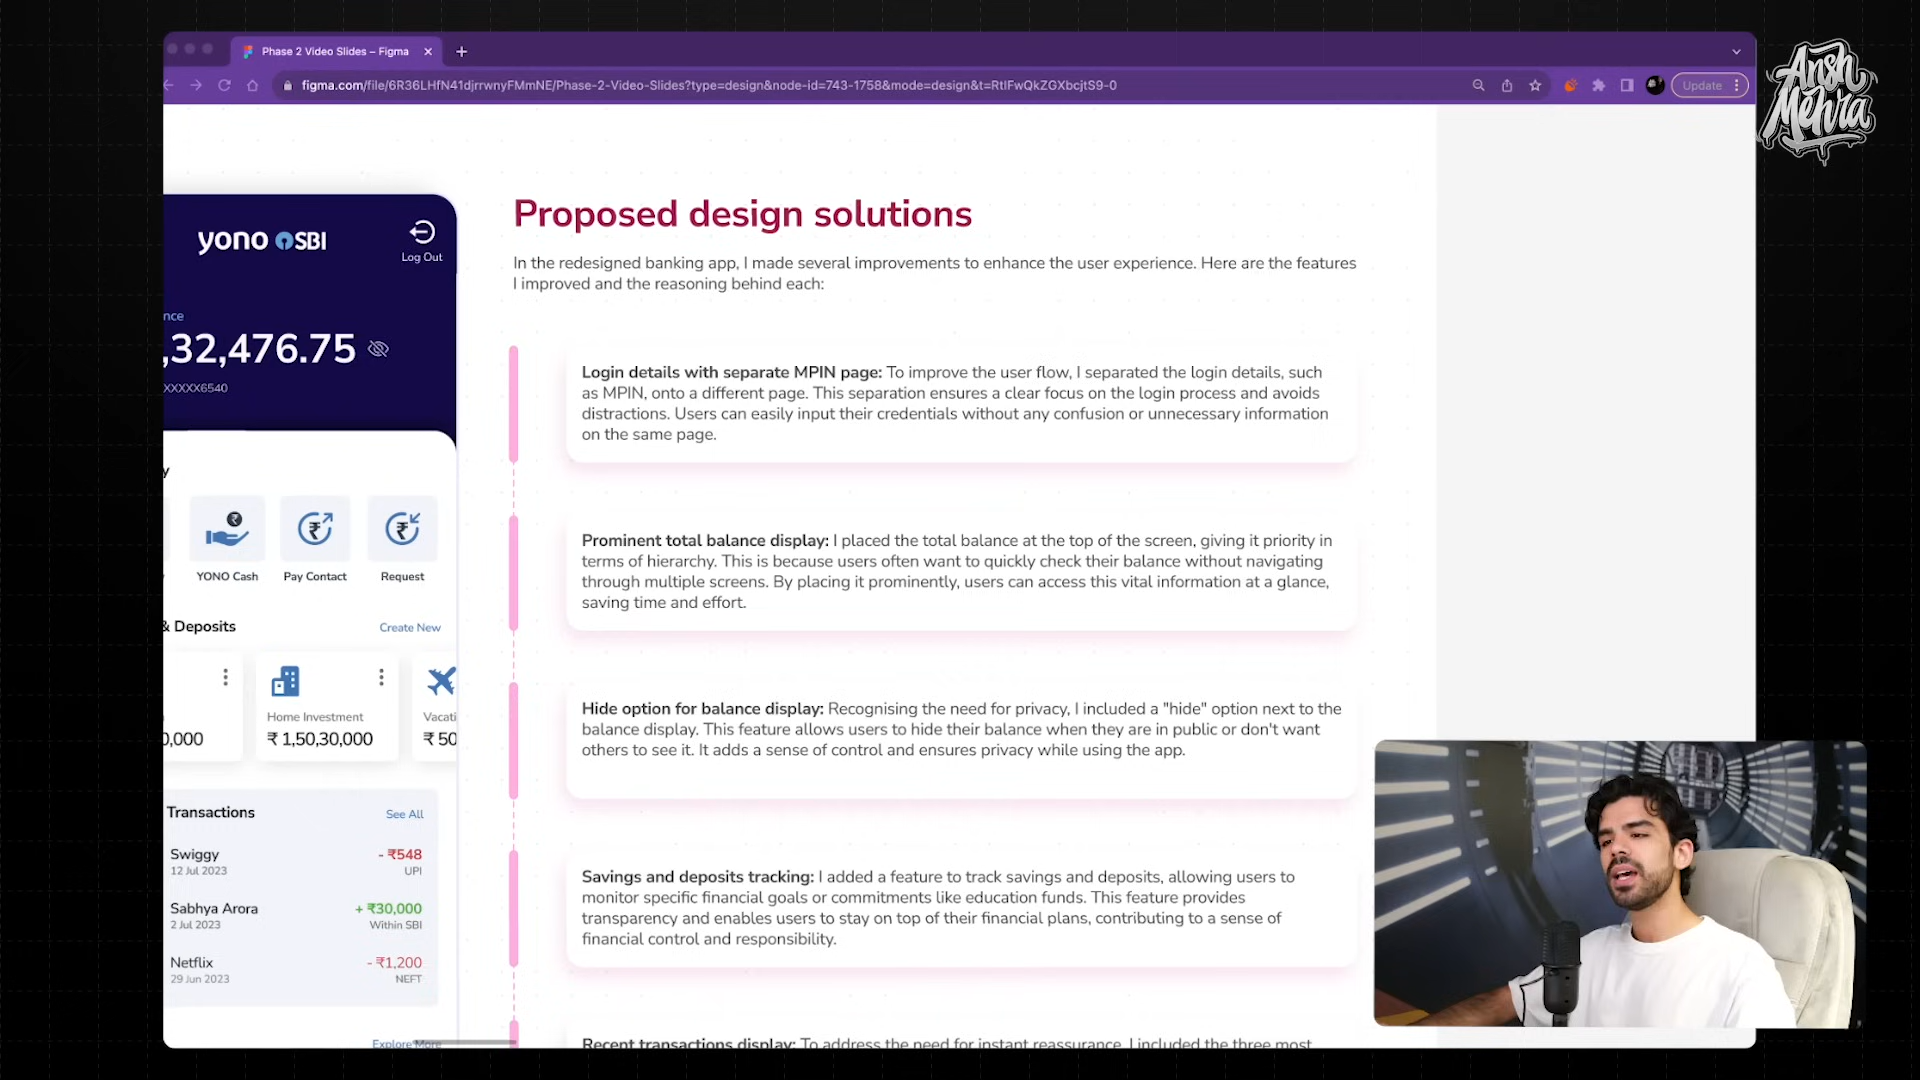 Phase 2 Video Slides – Figma
figma.com/file/6R36LHfN41djrrwnyFMmNE/Phase-2-Video-Slides?type=design&node-id=743-1758&mode=design&t=RtIFwQkZGXbcjtS9-0
Update
Ansh
Mehra
yono SBI
Log Out
nce
,32,476.75
XXXXX6540
y
YONO Cash
Pay Contact
Request
& Deposits
Create New
0,000
Home Investment
₹ 1,50,30,000
Vacati
₹ 50
Transactions
See All
Swiggy
- ₹548
12 Jul 2023
UPI
Sabhya Arora
+ ₹30,000
2 Jul 2023
Within SBI
Netflix
- ₹1,200
29 Jun 2023
NEFT
Explore More
Proposed design solutions
In the redesigned banking app, I made several improvements to enhance the user experience. Here are the features
I improved and the reasoning behind each:
Login details with separate MPIN page: To improve the user flow, I separated the login details, such
as MPIN, onto a different page. This separation ensures a clear focus on the login process and avoids
distractions. Users can easily input their credentials without any confusion or unnecessary information
on the same page.
Prominent total balance display: I placed the total balance at the top of the screen, giving it priority in
terms of hierarchy. This is because users often want to quickly check their balance without navigating
through multiple screens. By placing it prominently, users can access this vital information at a glance,
saving time and effort.
Hide option for balance display: Recognising the need for privacy, I included a "hide" option next to the
balance display. This feature allows users to hide their balance when they are in public or don't want
others to see it. It adds a sense of control and ensures privacy while using the app.
Savings and deposits tracking: I added a feature to track savings and deposits, allowing users to
monitor specific financial goals or commitments like education funds. This feature provides
transparency and enables users to stay on top of their financial plans, contributing to a sense of
financial control and responsibility.
Recent transactions display: To address the need for instant reassurance, I included the three most